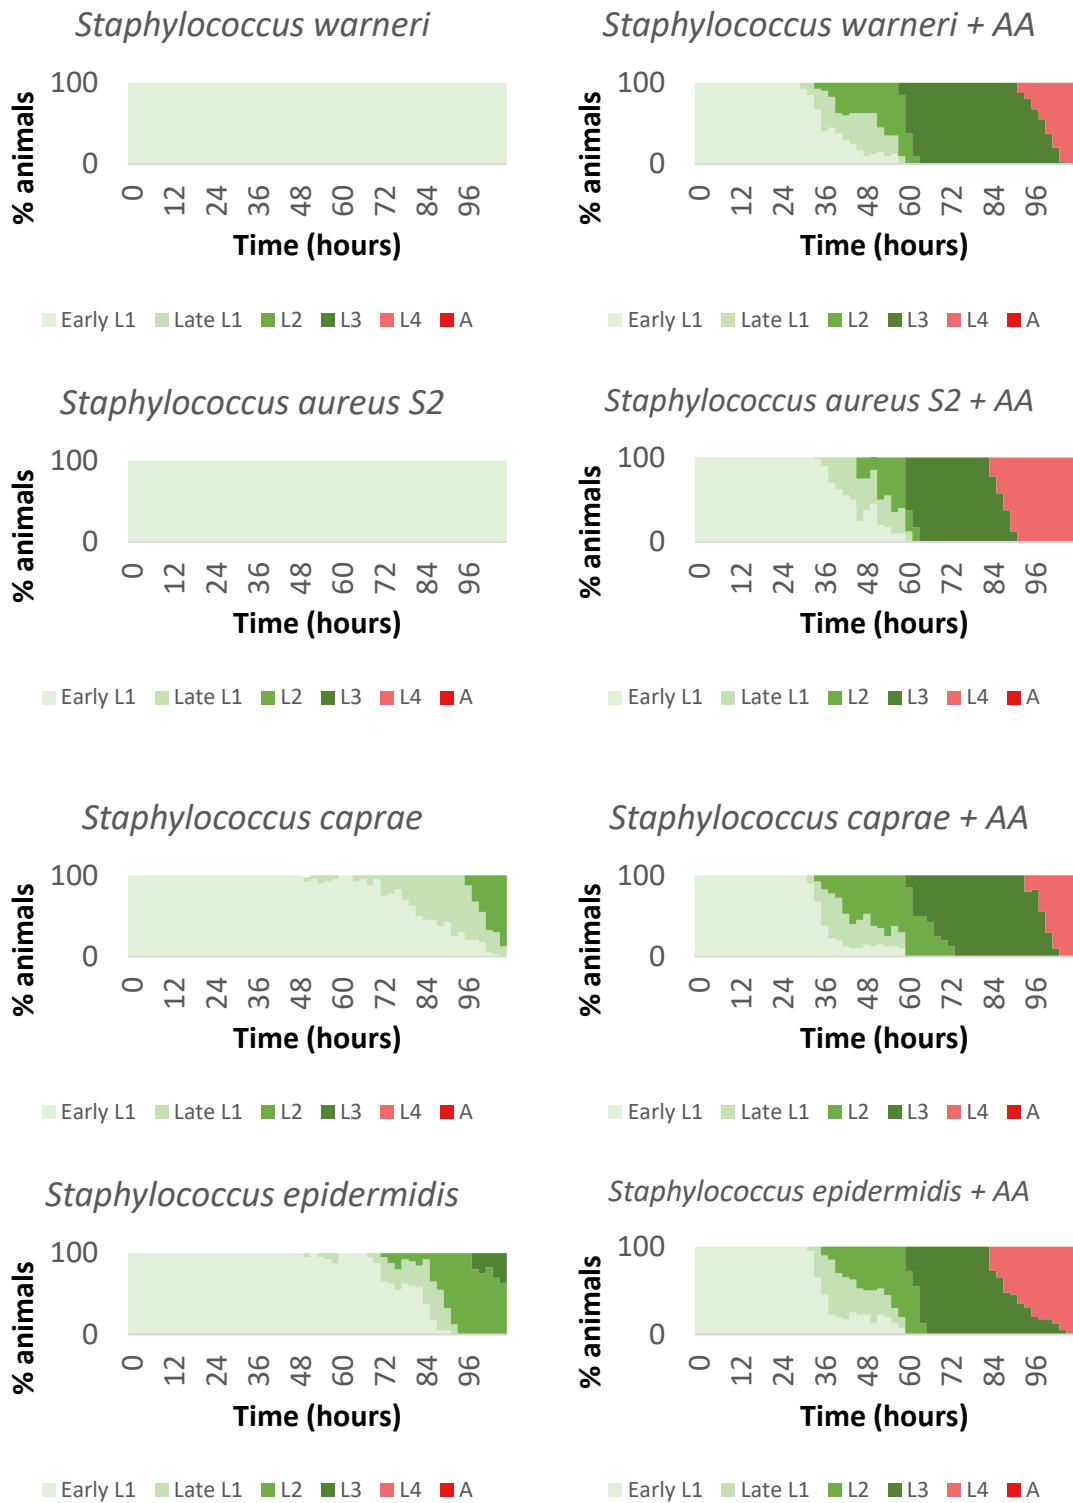 Staphylococcus warneri
% animals
100
0
0 12 24 36 48 60 72 84 96
Time (hours)
Early L1 Late L1 L2 L3 L4 A
Staphylococcus warneri + AA
% animals
100
0
0 12 24 36 48 60 72 84 96
Time (hours)
Early L1 Late L1 L2 L3 L4 A
Staphylococcus aureus S2
% animals
100
0
0 12 24 36 48 60 72 84 96
Time (hours)
Early L1 Late L1 L2 L3 L4 A
Staphylococcus aureus S2 + AA
% animals
100
0
0 12 24 36 48 60 72 84 96
Time (hours)
Early L1 Late L1 L2 L3 L4 A
Staphylococcus caprae
% animals
100
0
0 12 24 36 48 60 72 84 96
Time (hours)
Early L1 Late L1 L2 L3 L4 A
Staphylococcus caprae + AA
% animals
100
0
0 12 24 36 48 60 72 84 96
Time (hours)
Early L1 Late L1 L2 L3 L4 A
Staphylococcus epidermidis
% animals
100
0
0 12 24 36 48 60 72 84 96
Time (hours)
Early L1 Late L1 L2 L3 L4 A
Staphylococcus epidermidis + AA
% animals
100
0
0 12 24 36 48 60 72 84 96
Time (hours)
Early L1 Late L1 L2 L3 L4 A